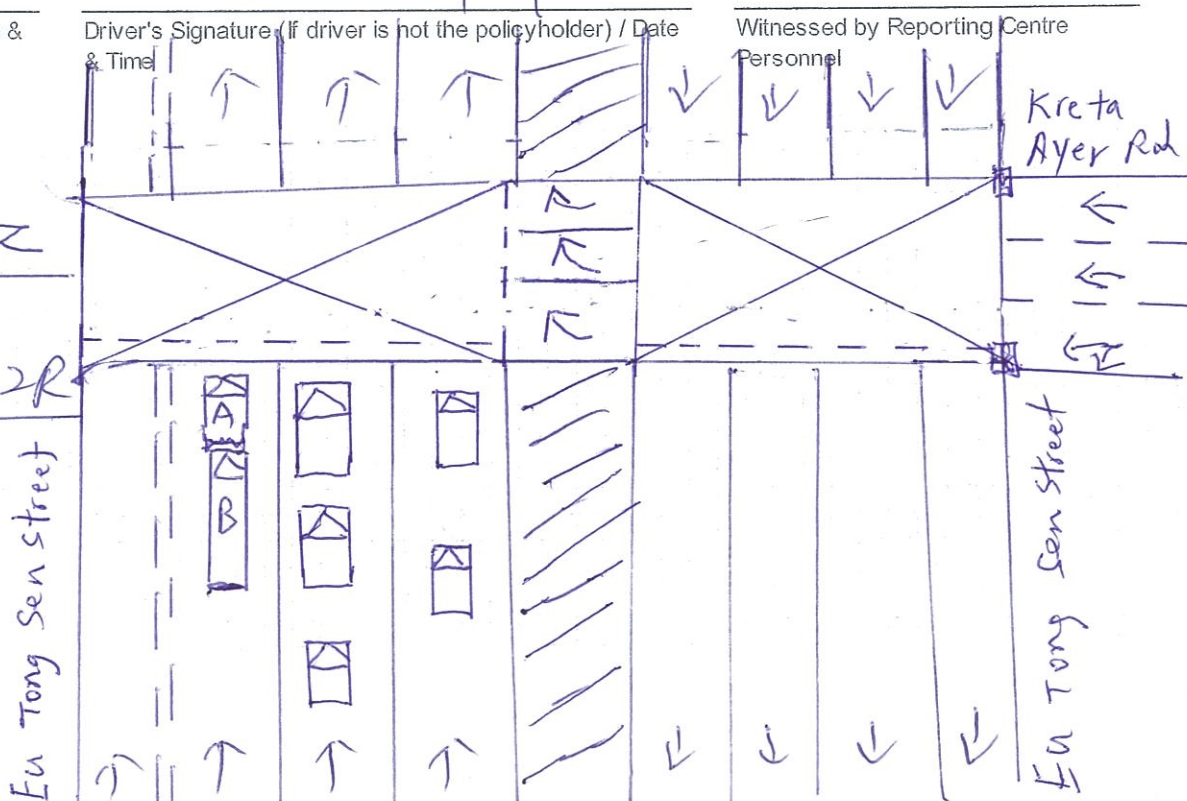 &
Driver's Signature (If driver is not the policyholder) / Date
& Time
Witnessed by Reporting Centre
Personnel
Kreta
Ayer Rd
2R
A
B
Eu Tong Sen Street
Eu Tong Sen Street